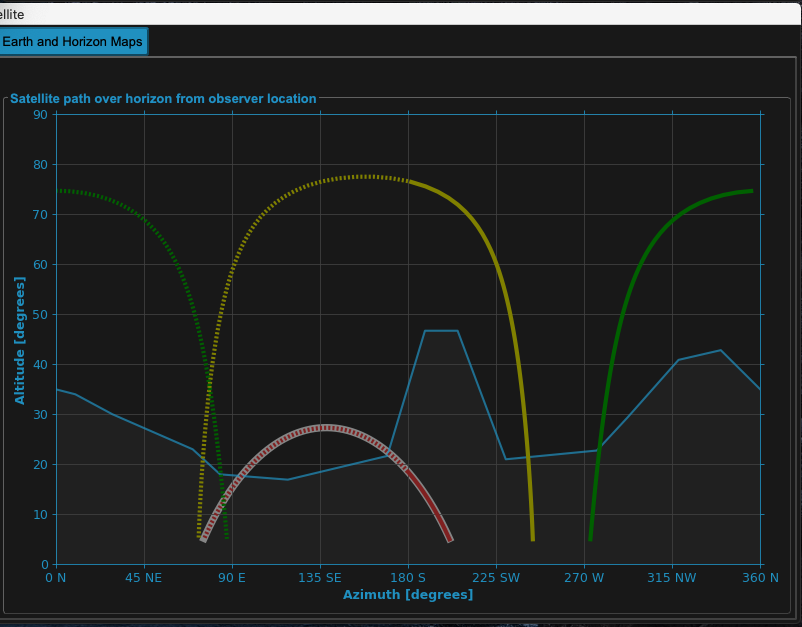 ellite
Earth and Horizon Maps
Satellite path over horizon from observer location
90
80
70
60
50
40
30
20
10
0
Altitude [degrees]
0 N 45 NE 90 E 135 SE 180 S 225 SW 270 W 315 NW 360 N
Azimuth [degrees]